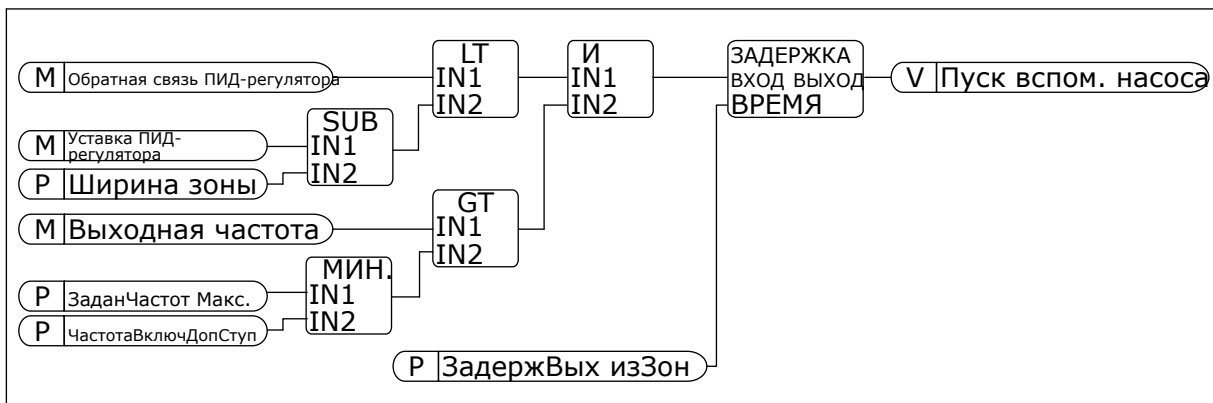 LT
И
ЗАДЕРЖКА
M Обратная связь ПИД-регулятора
IN1
IN1
ВХОД ВЫХОД
V Пуск вспом. насоса
IN2
IN2
ВРЕМЯ
SUB
M Уставка ПИД-
регулятора
IN1
P Ширина зоны
IN2
GT
M Выходная частота
IN1
IN2
МИН.
P ЗаданЧастот Макс.
IN1
P ЧастотаВключДопСтуп
IN2
P ЗадержВых изЗон